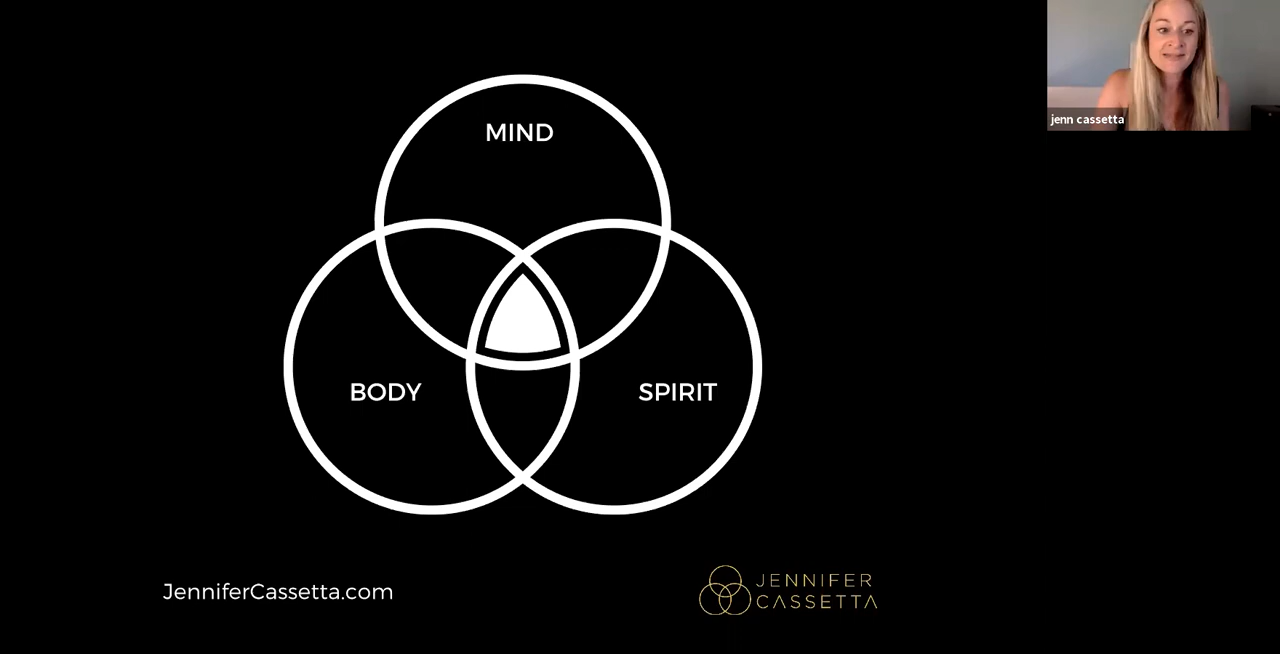 jenn cassetta
MIND
BODY
SPIRIT
JenniferCassetta.com
JENNIFER
CASSETTA